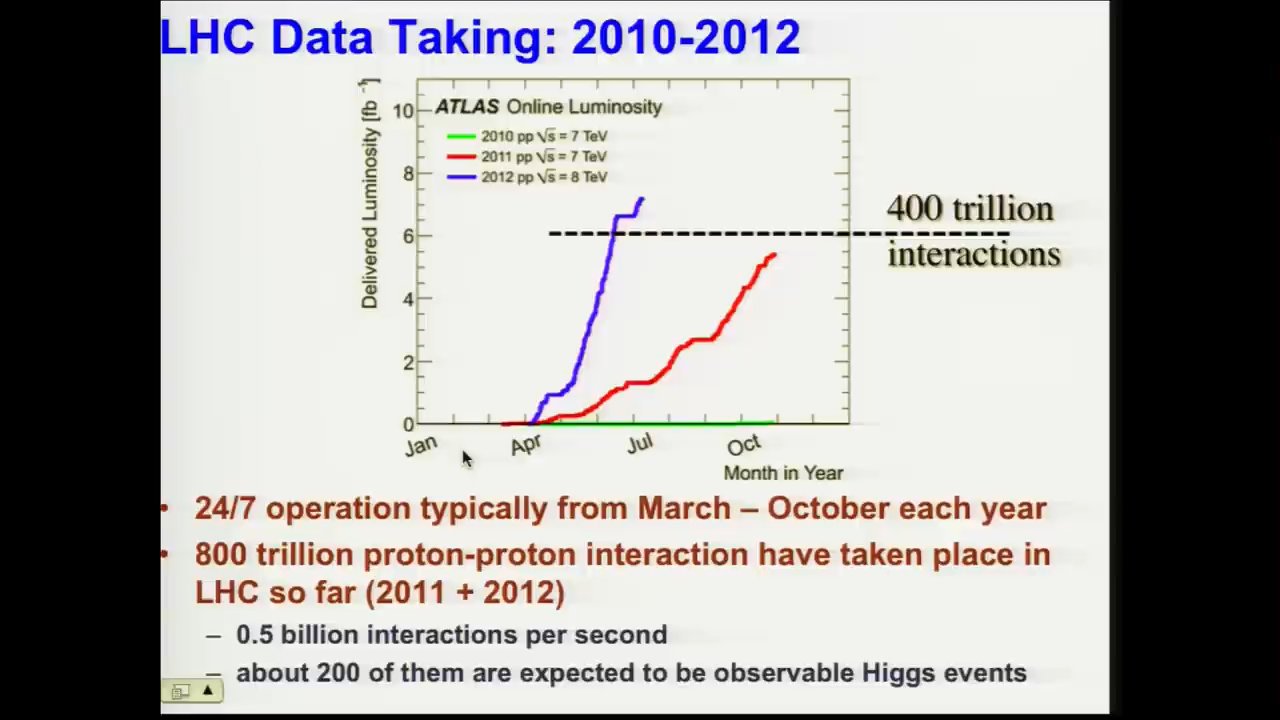 LHC Data Taking: 2010-2012
Delivered Luminosity [fb⁻¹]
ATLAS Online Luminosity
2010 pp √s = 7 TeV
2011 pp √s = 7 TeV
2012 pp √s = 8 TeV
10
8
6
4
2
0
Jan
Apr
Jul
Oct
Month in Year
400 trillion
interactions
• 24/7 operation typically from March – October each year
• 800 trillion proton-proton interaction have taken place in
LHC so far (2011 + 2012)
– 0.5 billion interactions per second
– about 200 of them are expected to be observable Higgs events